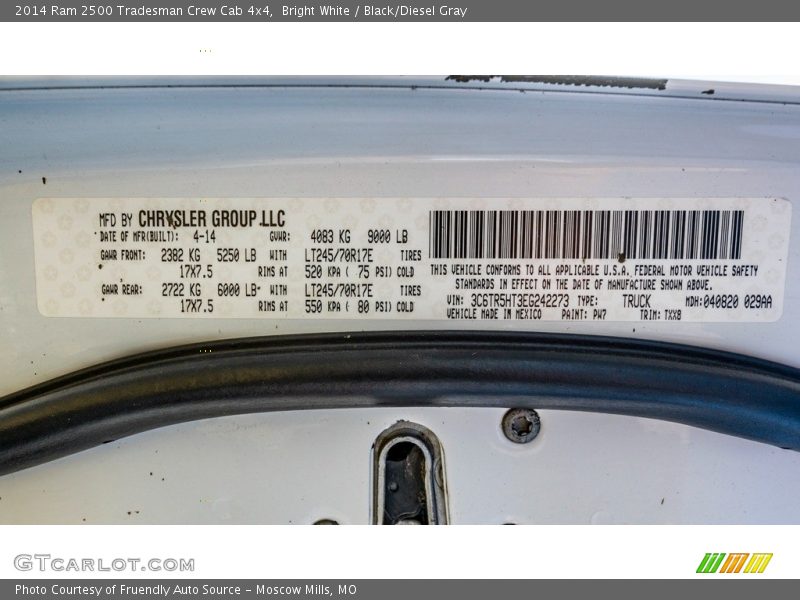 2014 Ram 2500 Tradesman Crew Cab 4x4, Bright White / Black/Diesel Gray
MFD BY CHRYSLER GROUP LLC
DATE OF MFR(BUILT): 4-14 GVWR: 4083 KG 9000 LB
GAWR FRONT: 2382 KG 5250 LB WITH LT245/70R17E TIRES
17X7.5 RIMS AT 520 KPA ( 75 PSI) COLD
GAWR REAR: 2722 KG 6000 LB WITH LT245/70R17E TIRES
17X7.5 RIMS AT 550 KPA ( 80 PSI) COLD
THIS VEHICLE CONFORMS TO ALL APPLICABLE U.S.A. FEDERAL MOTOR VEHICLE SAFETY
STANDARDS IN EFFECT ON THE DATE OF MANUFACTURE SHOWN ABOVE.
VIN: 3C6TR5HT3EG242273 TYPE: TRUCK MDH:040820 029AA
VEHICLE MADE IN MEXICO PAINT: PW7 TRIM: TXX8
GTCARLOT.COM
Photo Courtesy of Fruendly Auto Source - Moscow Mills, MO